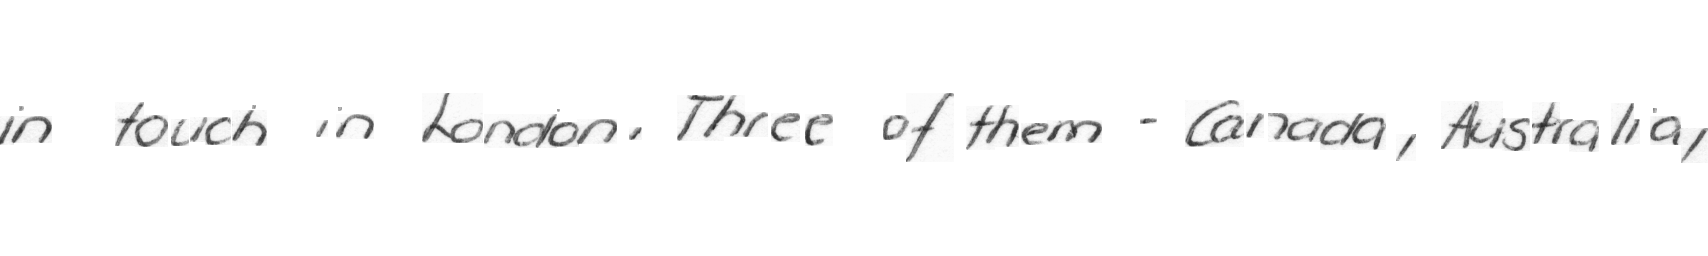 in touch in London. Three of them - Canada, Australia,